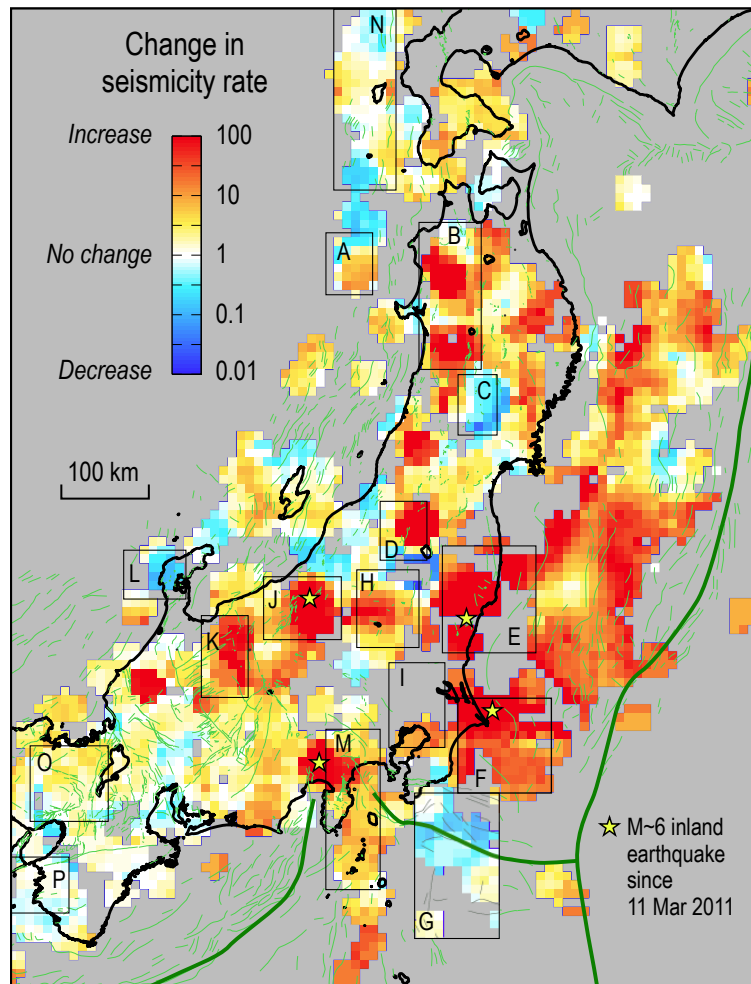 Change in
seismicity rate
Increase
100
10
No change
1
0.1
Decrease
0.01
100 km
N
A
B
C
D
L
J
H
E
K
I
M
O
F
P
G
M~6 inland
earthquake
since
11 Mar 2011